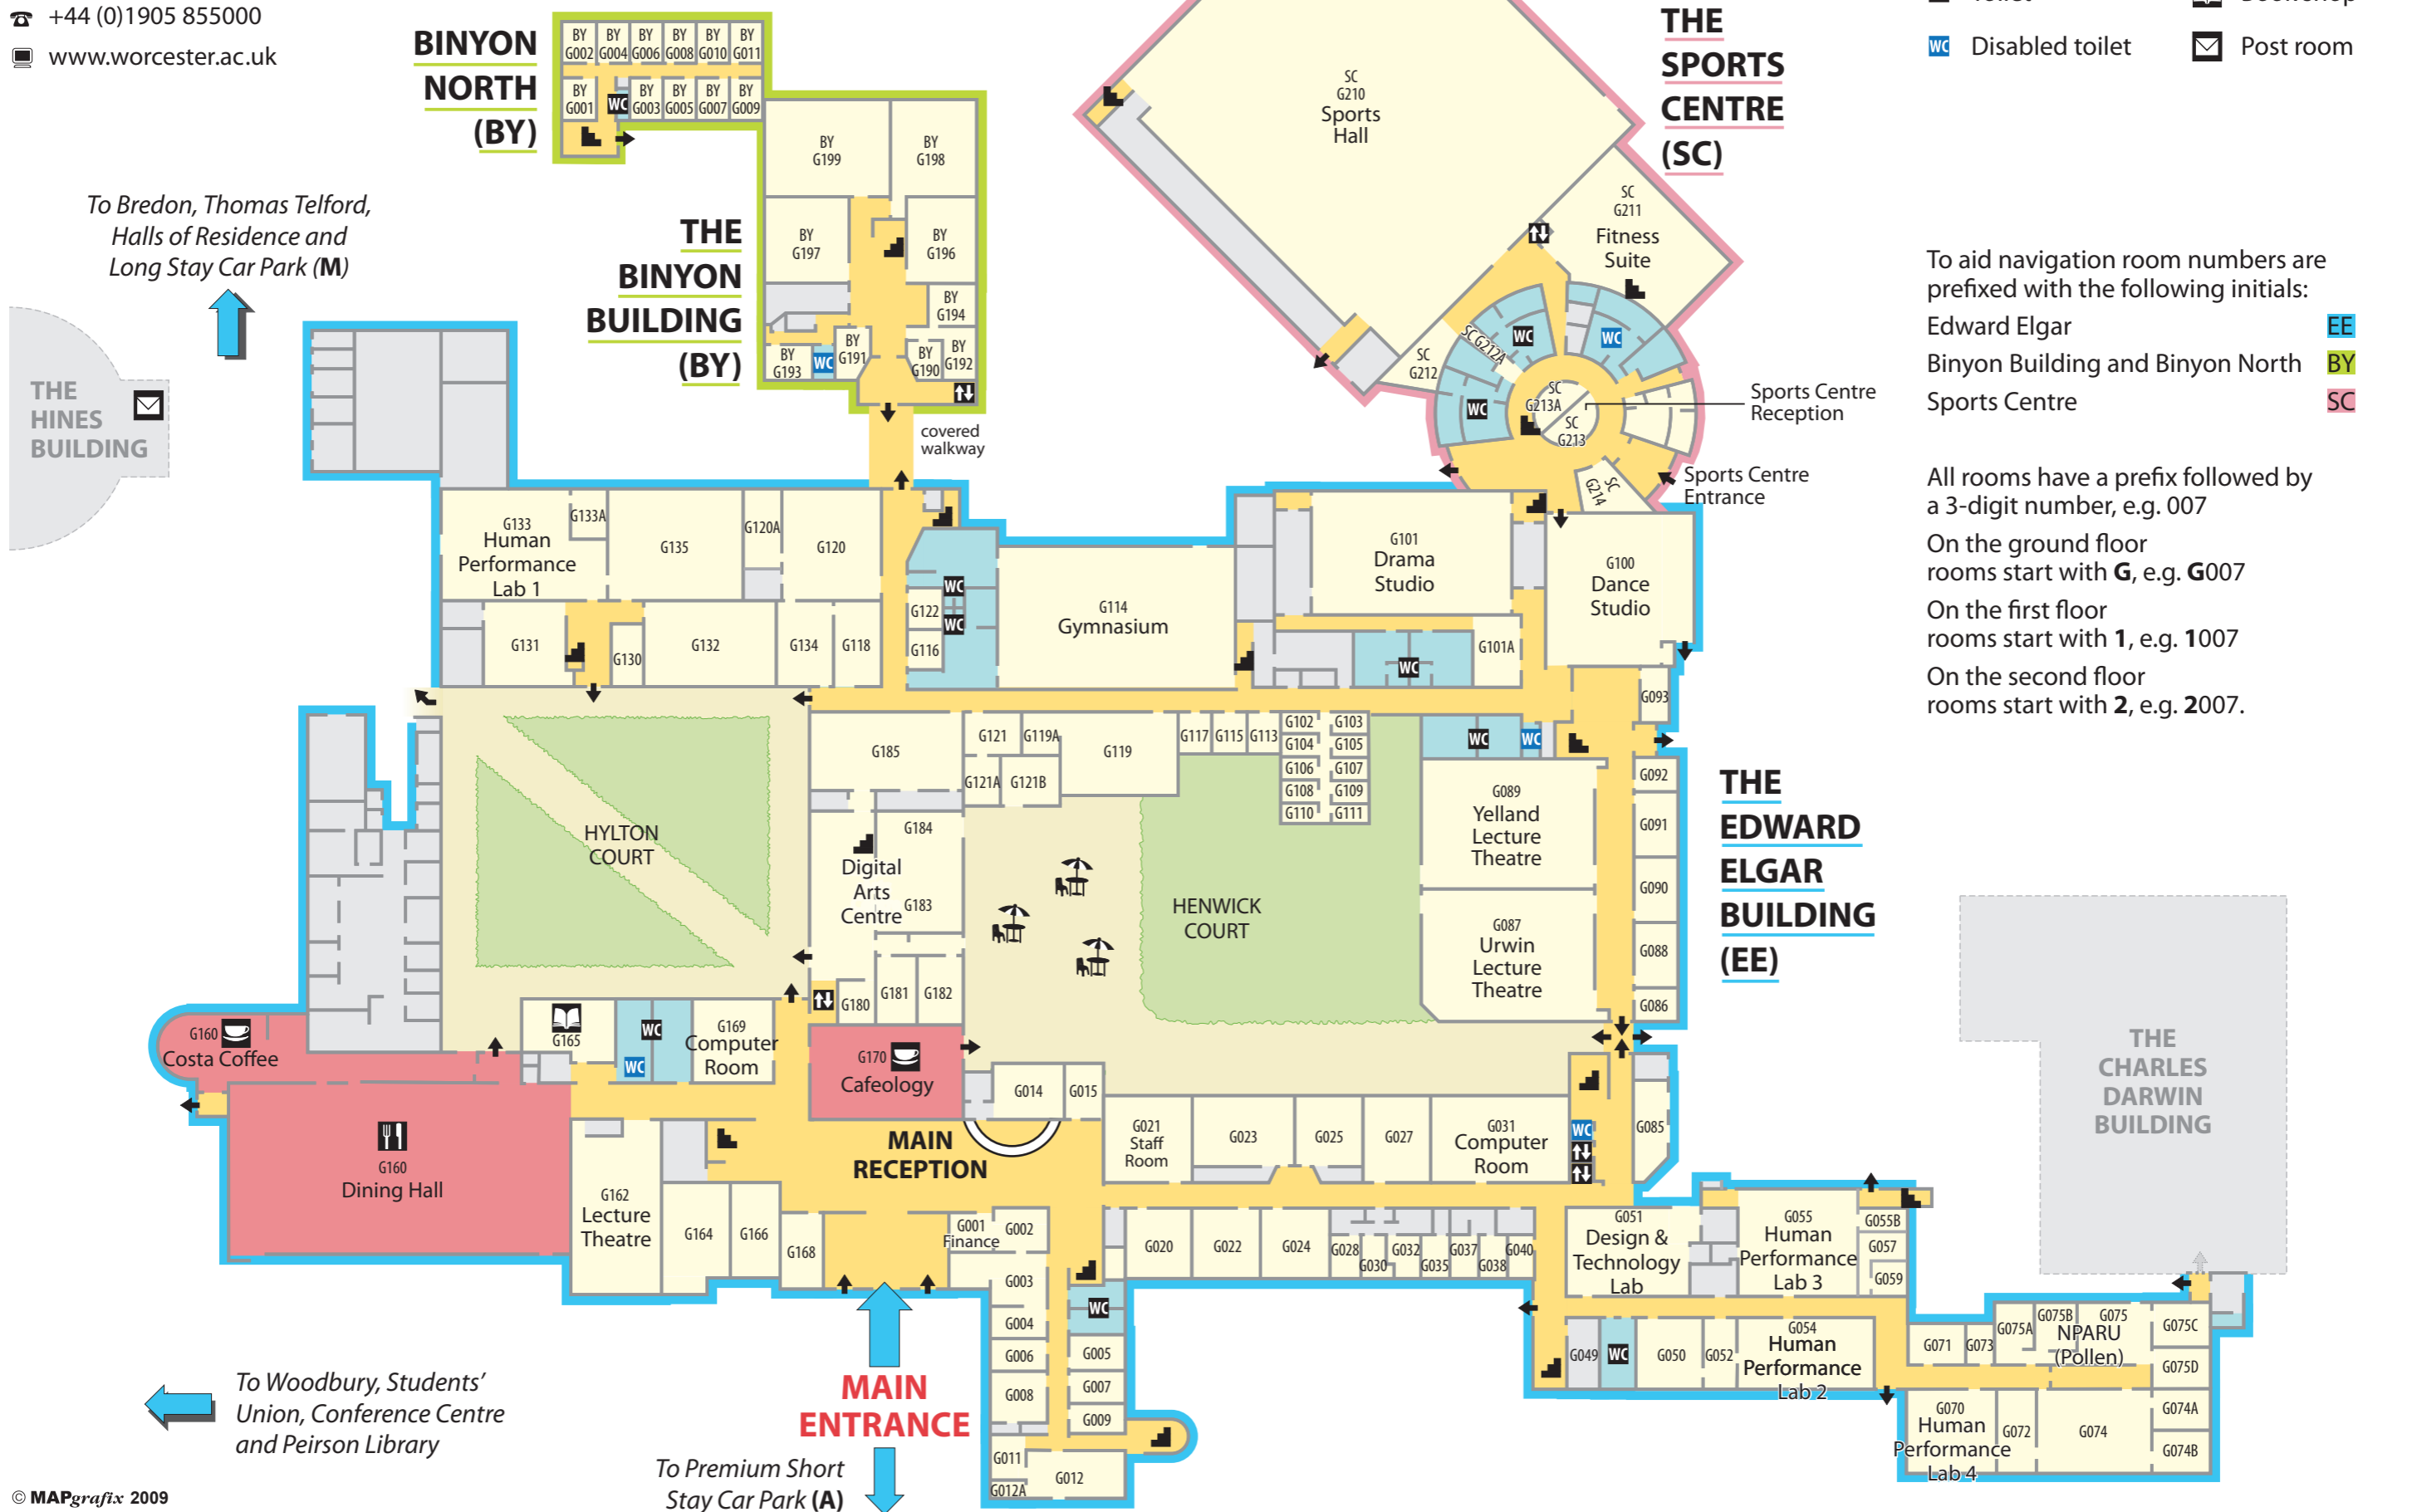 +44 (0)1905 855000
www.worcester.ac.uk
BINYON
NORTH
(BY)
BY
G002
BY
G004
BY
G006
BY
G008
BY
G010
BY
G011
BY
G001
WC
BY
G003
BY
G005
BY
G007
BY
G009
BY
G199
BY
G198
BY
G197
BY
G196
BY
G194
BY
G193
WC
BY
G191
BY
G190
BY
G192
THE
BINYON
BUILDING
(BY)
covered
walkway
To Bredon, Thomas Telford,
Halls of Residence and
Long Stay Car Park (M)
THE
HINES
BUILDING
THE
SPORTS
CENTRE
(SC)
SC
G210
Sports
Hall
SC
G211
Fitness
Suite
SC
G212
SCG212A
WC
WC
WC
SC
G213A
SC
G213
SC
G214
Sports Centre
Reception
Sports Centre
Entrance
WC
Disabled toilet
Post room
To aid navigation room numbers are
prefixed with the following initials:
Edward Elgar
EE
Binyon Building and Binyon North
BY
Sports Centre
SC
All rooms have a prefix followed by
a 3-digit number, e.g. 007
On the ground floor
rooms start with G, e.g. G007
On the first floor
rooms start with 1, e.g. 1007
On the second floor
rooms start with 2, e.g. 2007.
G133
Human
Performance
Lab 1
G133A
G135
G120A
G120
G131
G130
G132
G134
G118
G122
G116
WC
WC
G114
Gymnasium
G101
Drama
Studio
G101A
WC
G100
Dance
Studio
G093
G185
G121
G119A
G119
G121A
G121B
G117
G115
G113
G102
G103
G104
G105
G106
G107
G108
G109
G110
G111
WC
WC
G092
G091
G090
G088
G086
G089
Yelland
Lecture
Theatre
G087
Urwin
Lecture
Theatre
THE
EDWARD
ELGAR
BUILDING
(EE)
HYLTON
COURT
G184
Digital
Arts
Centre
G183
G180
G181
G182
HENWICK
COURT
THE
CHARLES
DARWIN
BUILDING
G160
Costa Coffee
G165
WC
WC
G169
Computer
Room
G170
Cafeology
G014
G015
G160
Dining Hall
G162
Lecture
Theatre
G164
G166
G168
MAIN
RECEPTION
G021
Staff
Room
G023
G025
G027
G031
Computer
Room
WC
G085
G001
Finance
G002
G003
G004
G006
G008
G011
G012A
G012
WC
G005
G007
G009
G020
G022
G024
G028
G030
G032
G035
G037
G038
G040
G051
Design &
Technology
Lab
G055
Human
Performance
Lab 3
G055B
G057
G059
G049
WC
G050
G052
G054
Human
Performance
Lab 2
G071
G073
G075A
G075B
G075
NPARU
(Pollen)
G075C
G075D
G070
Human
Performance
Lab 4
G072
G074
G074A
G074B
MAIN
ENTRANCE
To Premium Short
Stay Car Park (A)
To Woodbury, Students’
Union, Conference Centre
and Peirson Library
© MAPgrafix 2009